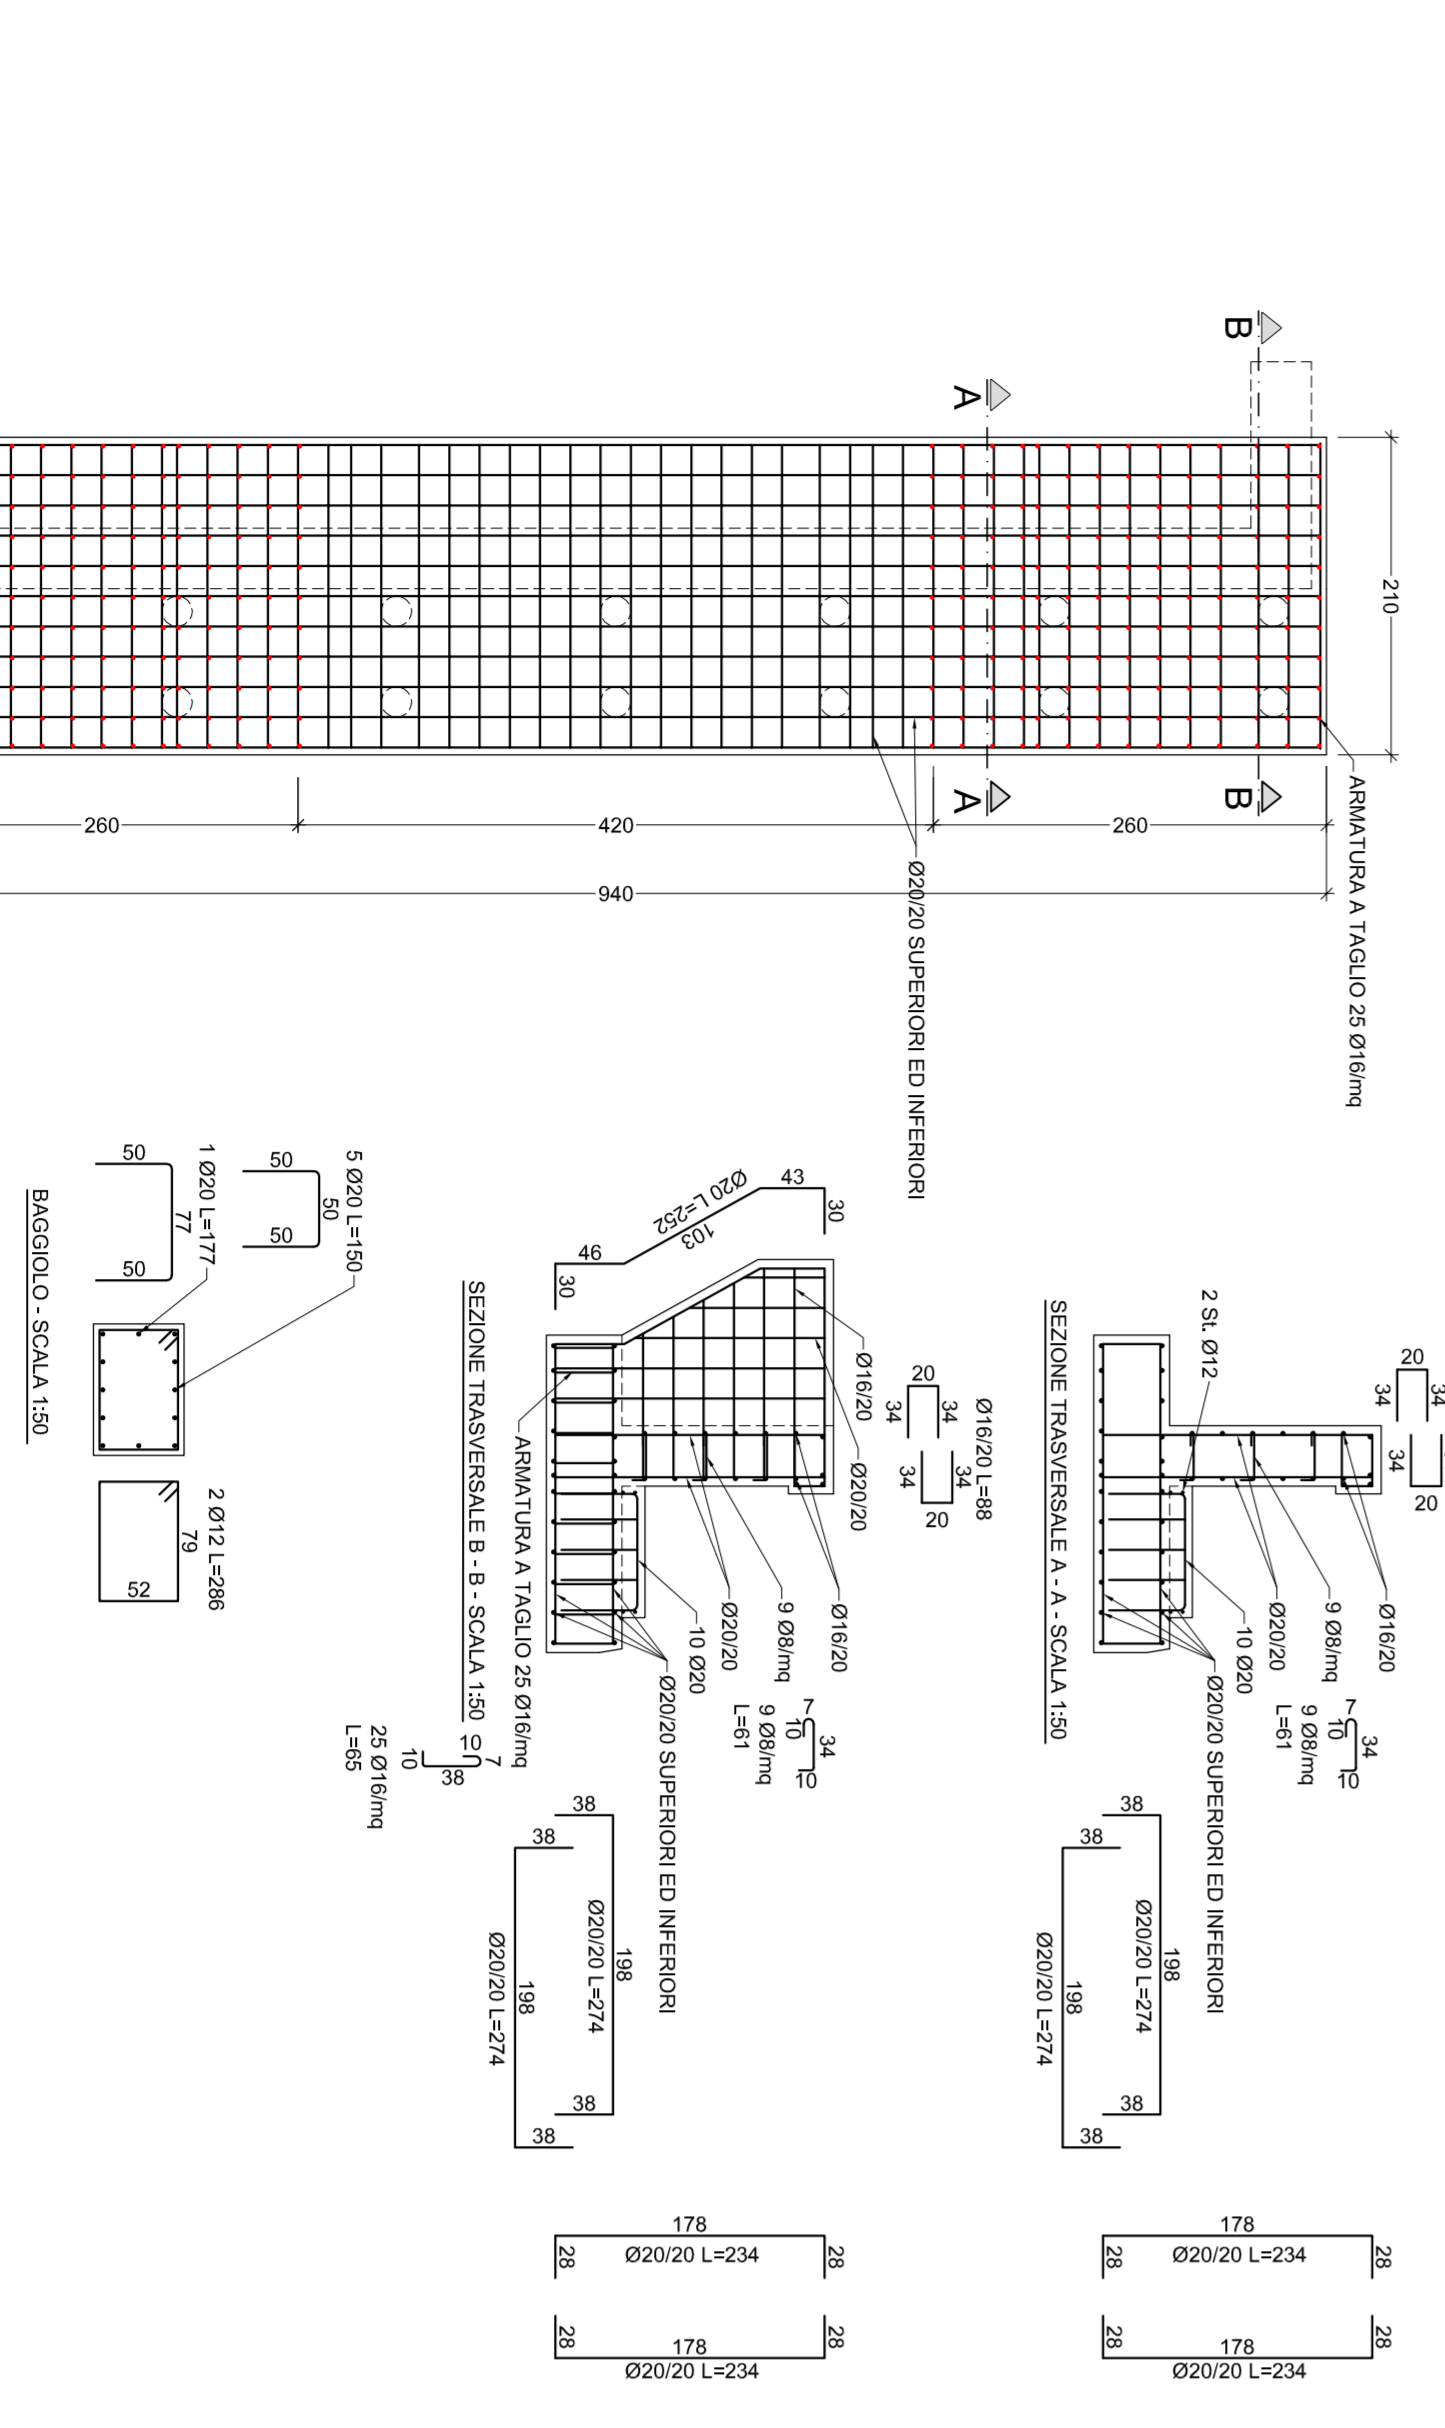 B
A
210
A
B
260
420
260
940
ARMATURA A TAGLIO 25 Ø16/mq
Ø20/20 SUPERIORI ED INFERIORI
20
34
34
34
20
2 St. Ø12
Ø16/20
9 Ø8/mq
Ø20/20
10 Ø20
Ø20/20 SUPERIORI ED INFERIORI
SEZIONE TRASVERSALE A - A - SCALA 1:50
7
10
34
10
9 Ø8/mq
L=61
38
38
198
Ø20/20 L=274
198
Ø20/20 L=274
38
38
178
28
28
Ø20/20 L=234
28
28
178
Ø20/20 L=234
43
30
103
Ø20 L=252
46
30
Ø16/20
Ø20/20
20
34
34
Ø16/20 L=88
34
34
20
Ø16/20
9 Ø8/mq
Ø20/20
10 Ø20
Ø20/20 SUPERIORI ED INFERIORI
ARMATURA A TAGLIO 25 Ø16/mq
SEZIONE TRASVERSALE B - B - SCALA 1:50
7
10
34
10
9 Ø8/mq
L=61
10
7
38
10
25 Ø16/mq
L=65
38
38
198
Ø20/20 L=274
198
Ø20/20 L=274
38
38
178
28
28
Ø20/20 L=234
28
28
178
Ø20/20 L=234
5 Ø20 L=150
50
50
50
1 Ø20 L=177
50
77
50
2 Ø12 L=286
79
52
BAGGIOLO - SCALA 1:50